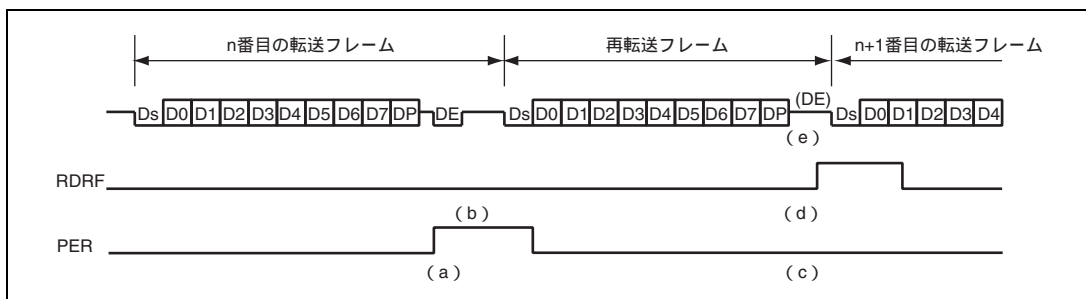 n番目の転送フレーム 再転送フレーム n+1番目の転送フレーム
Ds D0 D1 D2 D3 D4 D5 D6 D7 DP DE Ds D0 D1 D2 D3 D4 D5 D6 D7 DP (DE) Ds D0 D1 D2 D3 D4
(e)
RDRF
(b) (d)
PER
(a) (c)